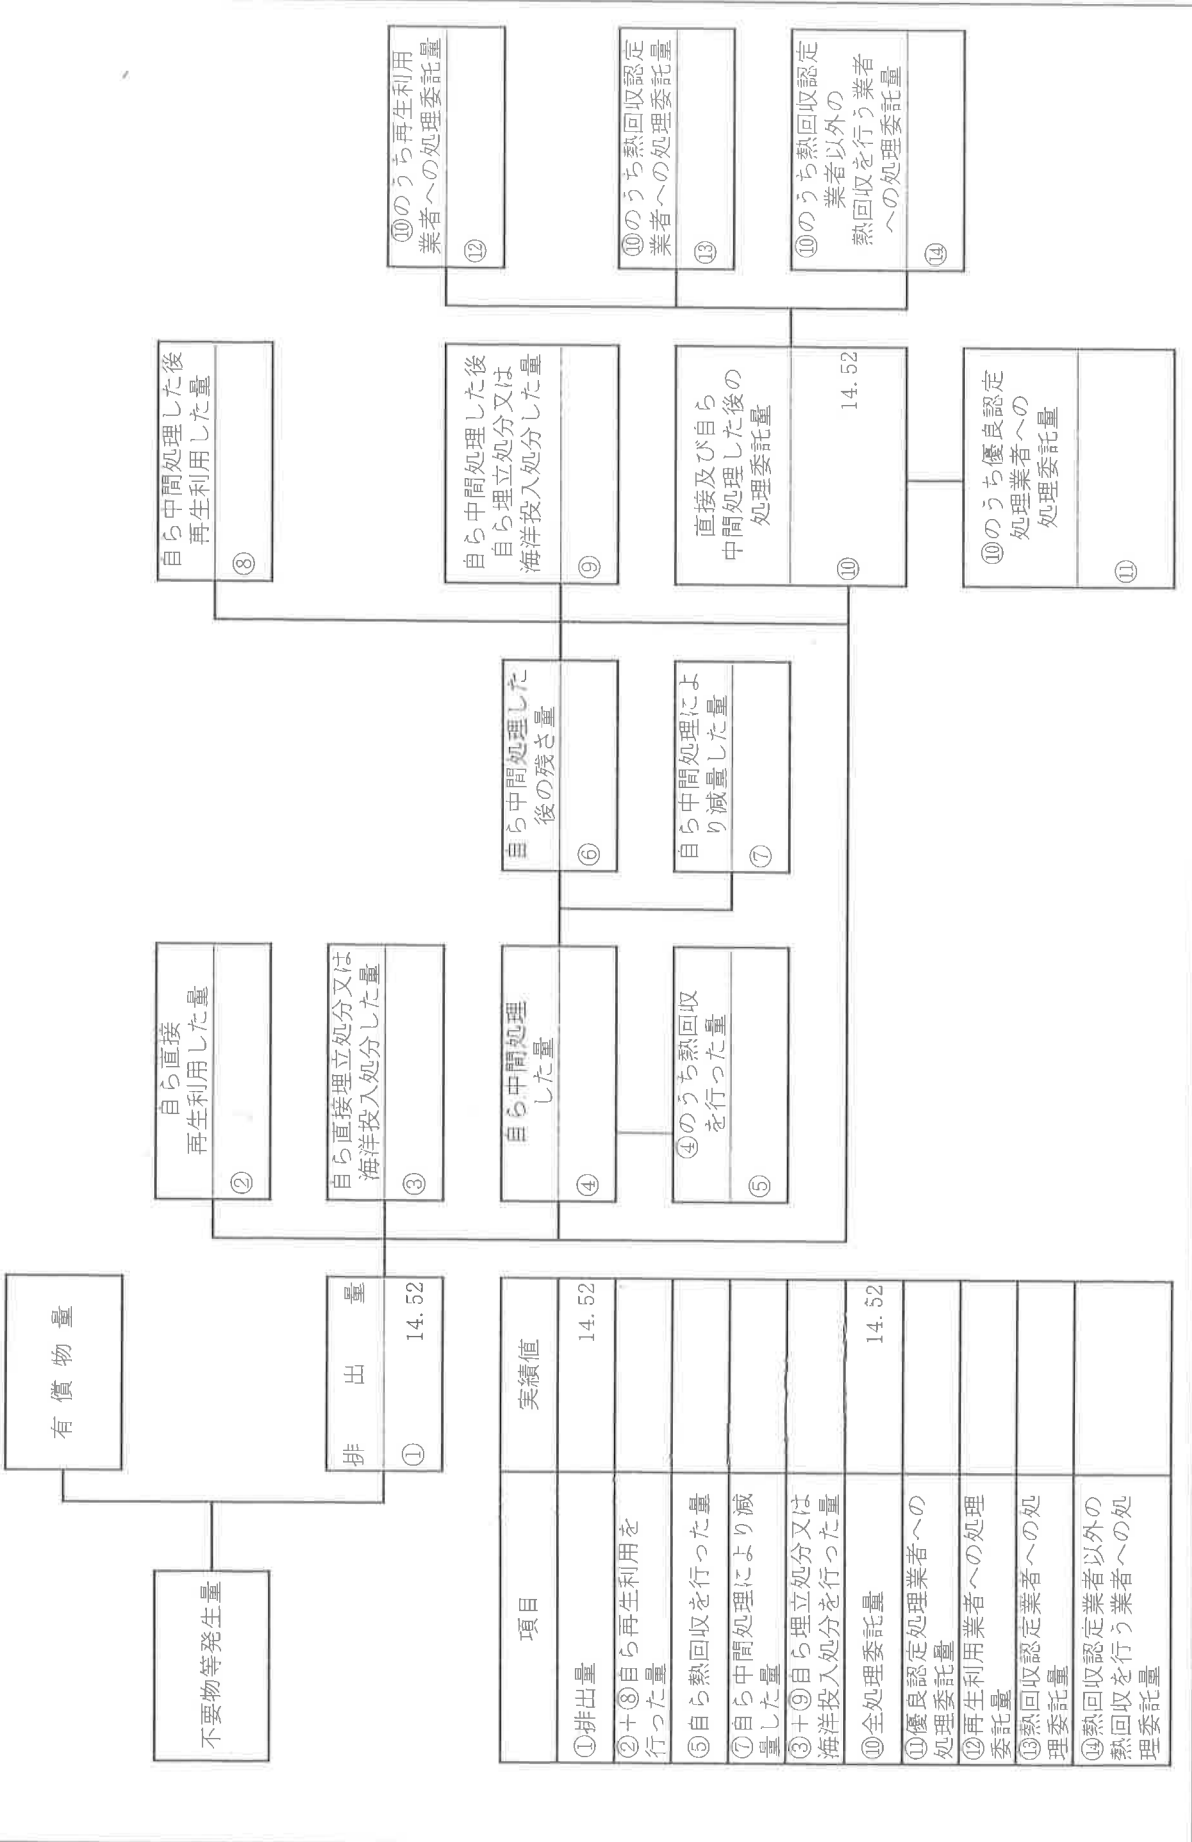 不要物等発生量
有償物量
排出量
① 14.52
自ら直接
再生利用した量
②
自ら直接埋立処分又は
海洋投入処分した量
③
自ら中間処理
した量
④
④のうち熱回収
を行った量
⑤
自ら中間処理した
後の残さ量
⑥
自ら中間処理によ
り減量した量
⑦
自ら中間処理した後
再生利用した量
⑧
自ら中間処理した後
自ら埋立処分又は
海洋投入処分した量
⑨
直接及び自ら
中間処理した後の
処理委託量
⑩ 14.52
⑩のうち優良認定
処理業者への
処理委託量
⑪
⑩のうち再生利用
業者への処理委託量
⑫
⑩のうち熱回収認定
業者への処理委託量
⑬
⑩のうち熱回収認定
業者以外の
熱回収を行う業者
への処理委託量
⑭
項目 実績値
①排出量 14.52
②+⑧自ら再生利用を
行った量
⑤自ら熱回収を行った量
⑦自ら中間処理により減
量した量
③+⑨自ら埋立処分又は
海洋投入処分を行った量
⑩全処理委託量 14.52
⑪優良認定処理業者への
処理委託量
⑫再生利用業者への処理
委託量
⑬熱回収認定業者への処
理委託量
⑭熱回収認定業者以外の
熱回収を行う業者への処
理委託量